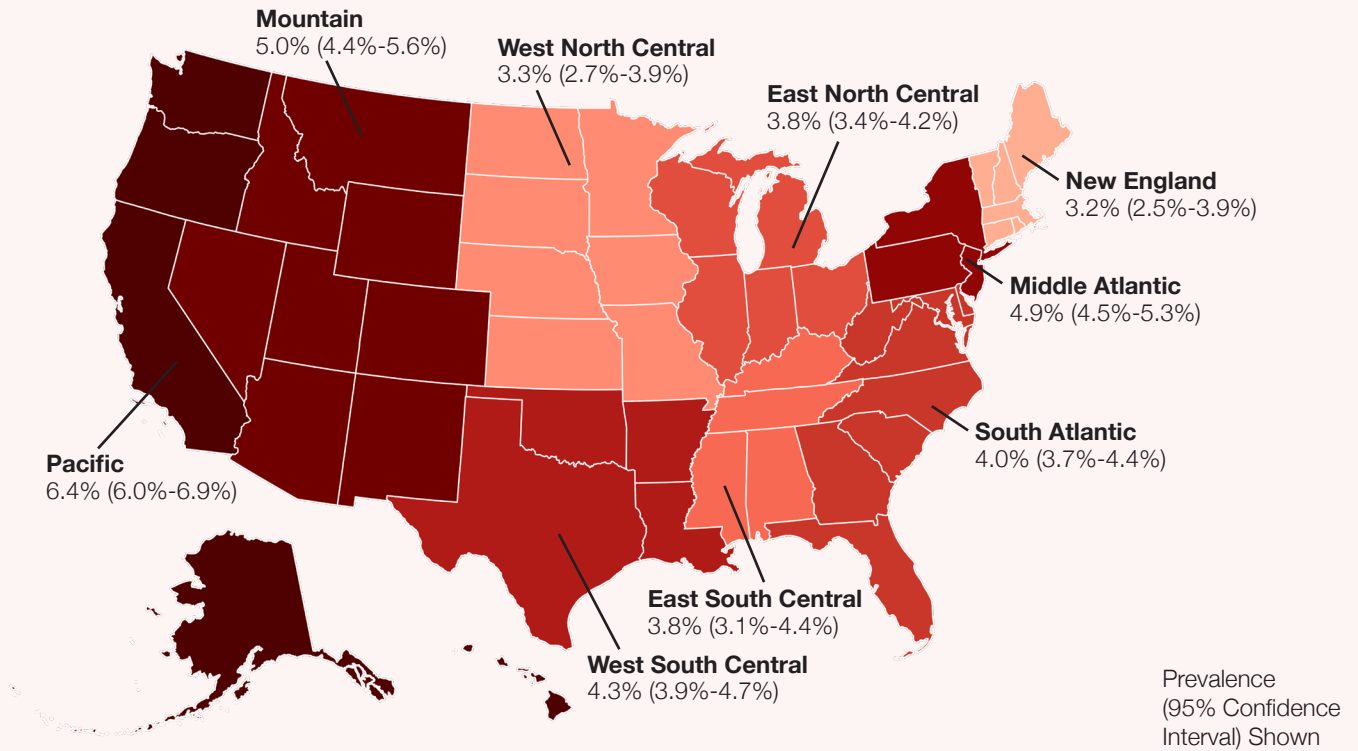 Mountain
5.0% (4.4%-5.6%)
West North Central
3.3% (2.7%-3.9%)
East North Central
3.8% (3.4%-4.2%)
New England
3.2% (2.5%-3.9%)
Middle Atlantic
4.9% (4.5%-5.3%)
South Atlantic
4.0% (3.7%-4.4%)
Pacific
6.4% (6.0%-6.9%)
East South Central
3.8% (3.1%-4.4%)
West South Central
4.3% (3.9%-4.7%)
Prevalence
(95% Confidence
Interval) Shown